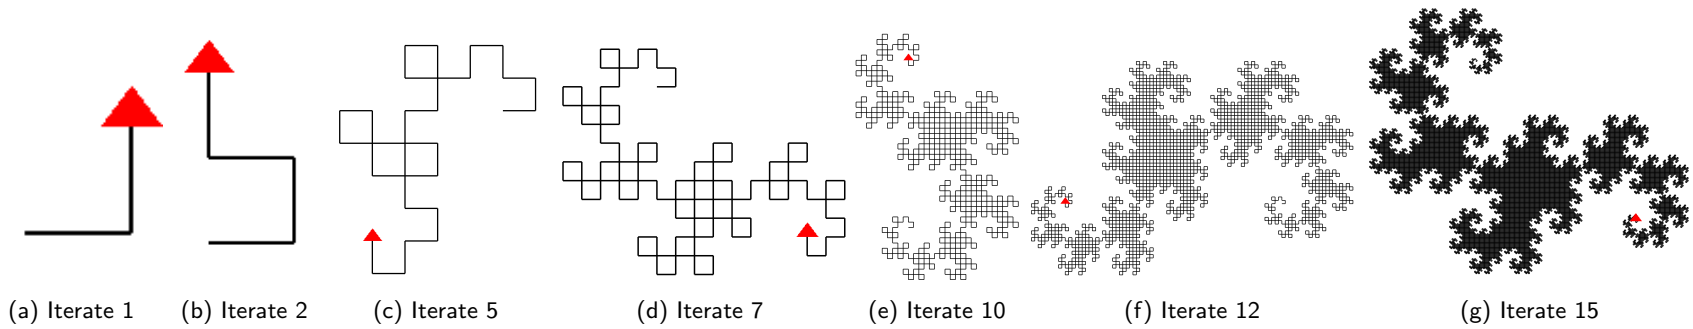 (a) Iterate 1
(b) Iterate 2
(c) Iterate 5
(d) Iterate 7
(e) Iterate 10
(f) Iterate 12
(g) Iterate 15